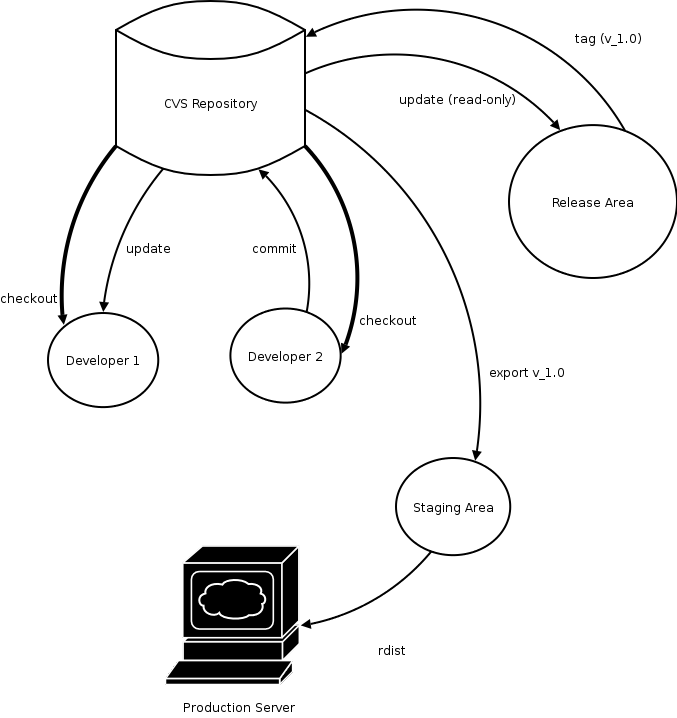 tag (v_1.0)
update (read-only)
CVS Repository
Release Area
update
commit
checkout
checkout
Developer 1
Developer 2
export v_1.0
Staging Area
rdist
Production Server